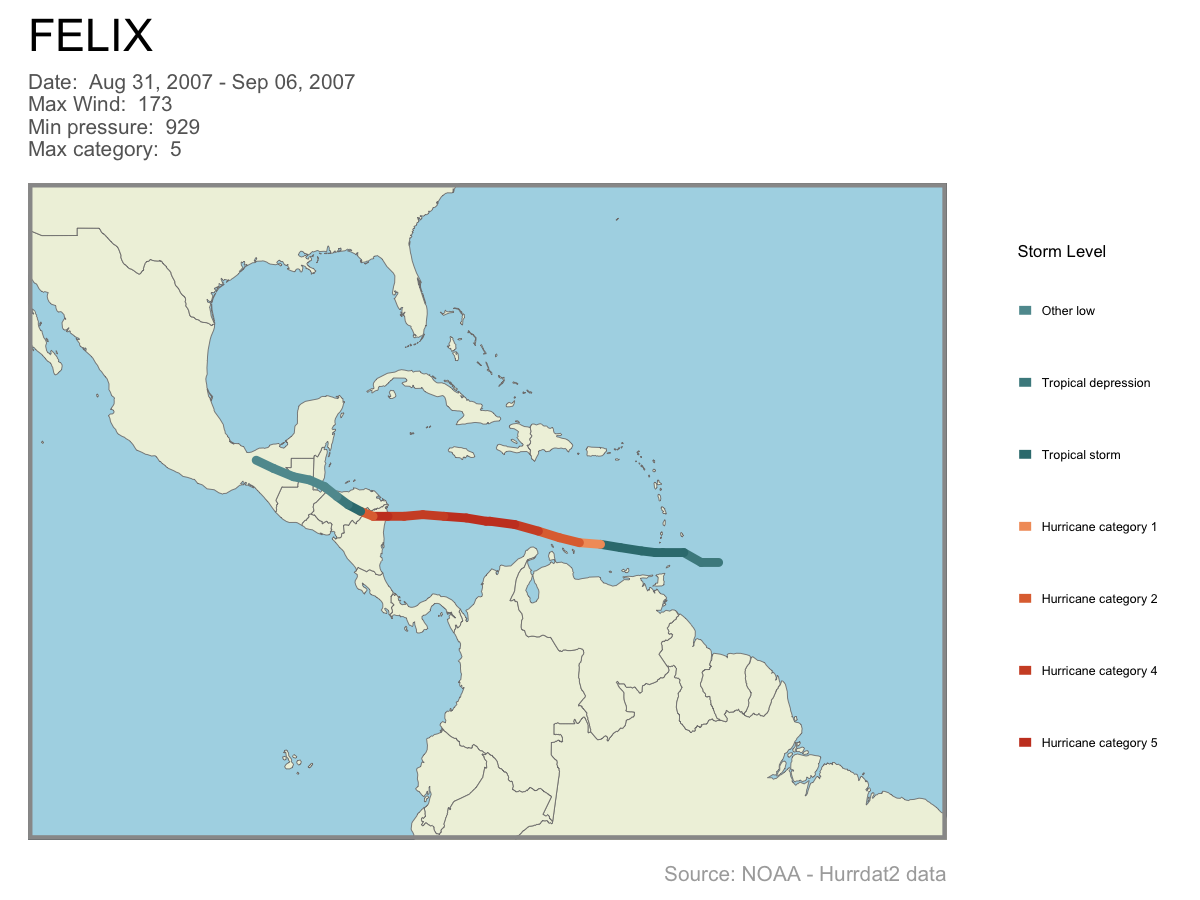 FELIX
Date:  Aug 31, 2007 - Sep 06, 2007
Max Wind:  173
Min pressure:  929
Max category:  5
Storm Level
Other low
Tropical depression
Tropical storm
Hurricane category 1
Hurricane category 2
Hurricane category 4
Hurricane category 5
Source: NOAA - Hurrdat2 data